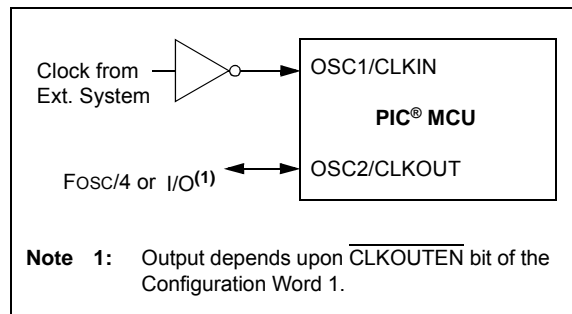 Clock from
Ext. System
OSC1/CLKIN
PIC® MCU
FOSC/4 or I/O(1)
OSC2/CLKOUT
Note 1: Output depends upon CLKOUTEN bit of the
Configuration Word 1.